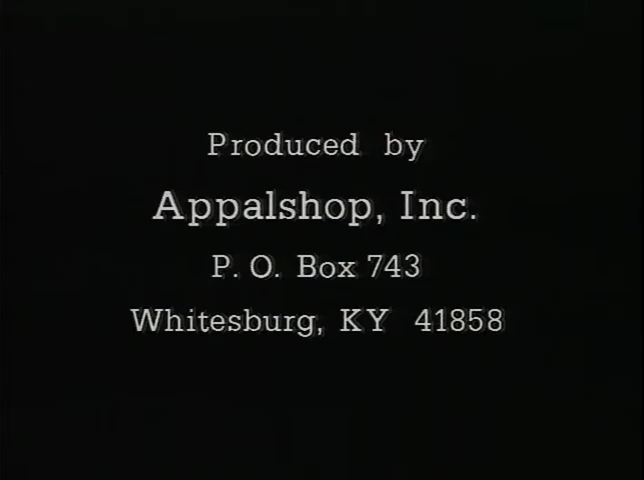 Produced by
Appalshop, Inc.
P. O. Box 743
Whitesburg, KY 41858